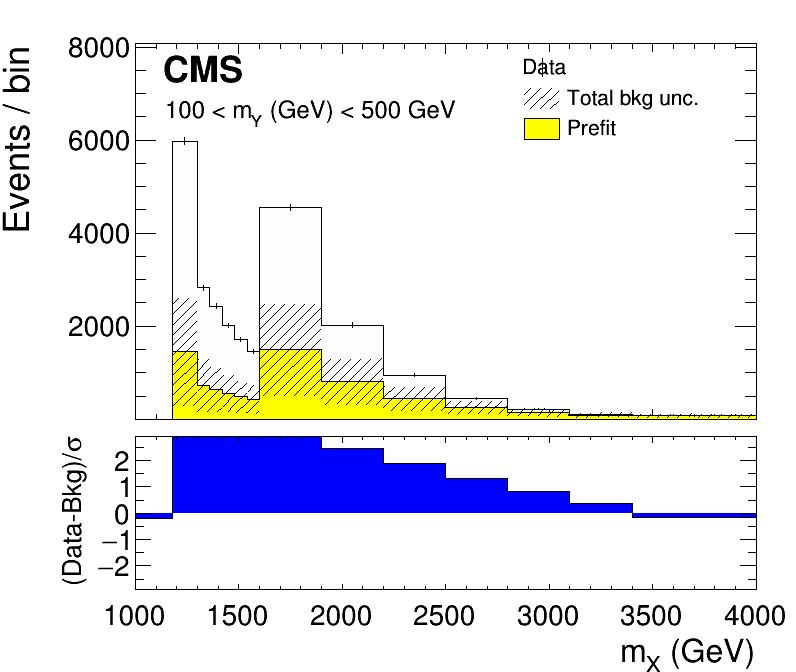 8000
6000
4000
2000
Events / bin
CMS
100 < mY (GeV) < 500 GeV
Data
Total bkg unc.
Prefit
2
1
0
−1
−2
(Data-Bkg)/σ
1000 1500 2000 2500 3000 3500 4000
mX (GeV)